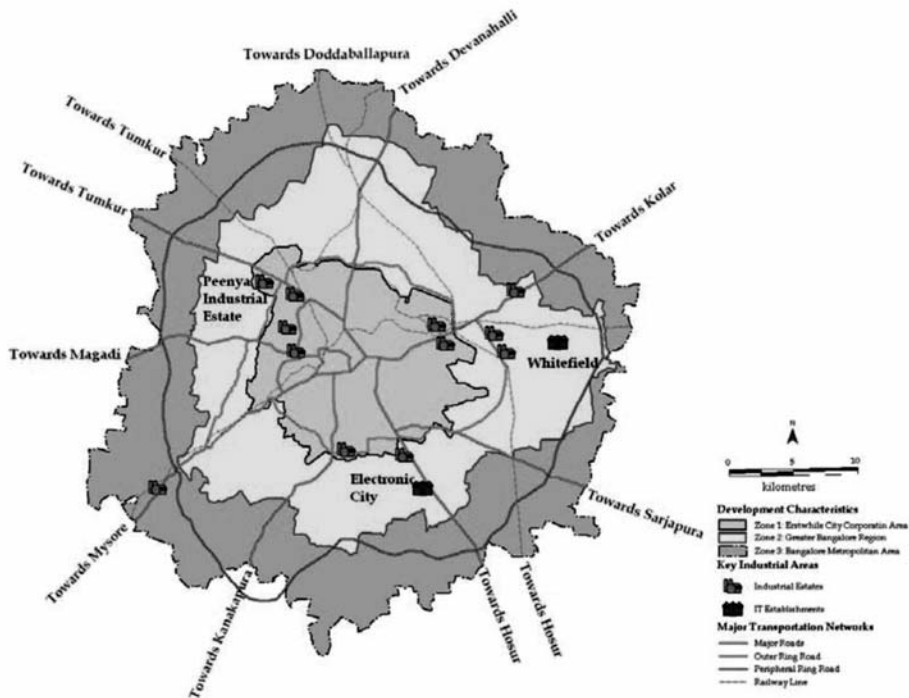 Towards Doddaballapura
Towards Devanahalli
Towards Tumkur
Towards Tumkur
Towards Kolar
Peenya
Industrial
Estate
Towards Magadi
Whitefield
Electronic
City
Towards Mysore
Towards Kanakapura
Towards Hosur
Towards Hosur
Towards Sarjapura
N
0 5 10
kilometres
Development Characteristics
Zone 1: Erstwhile City Corporatin Area
Zone 2: Greater Bangalore Region
Zone 3: Bangalore Metropolitan Area
Key Industrial Areas
Industrial Estates
IT Establishments
Major Transportation Networks
Major Roads
Outer Ring Road
Peripheral Ring Road
Railway Line